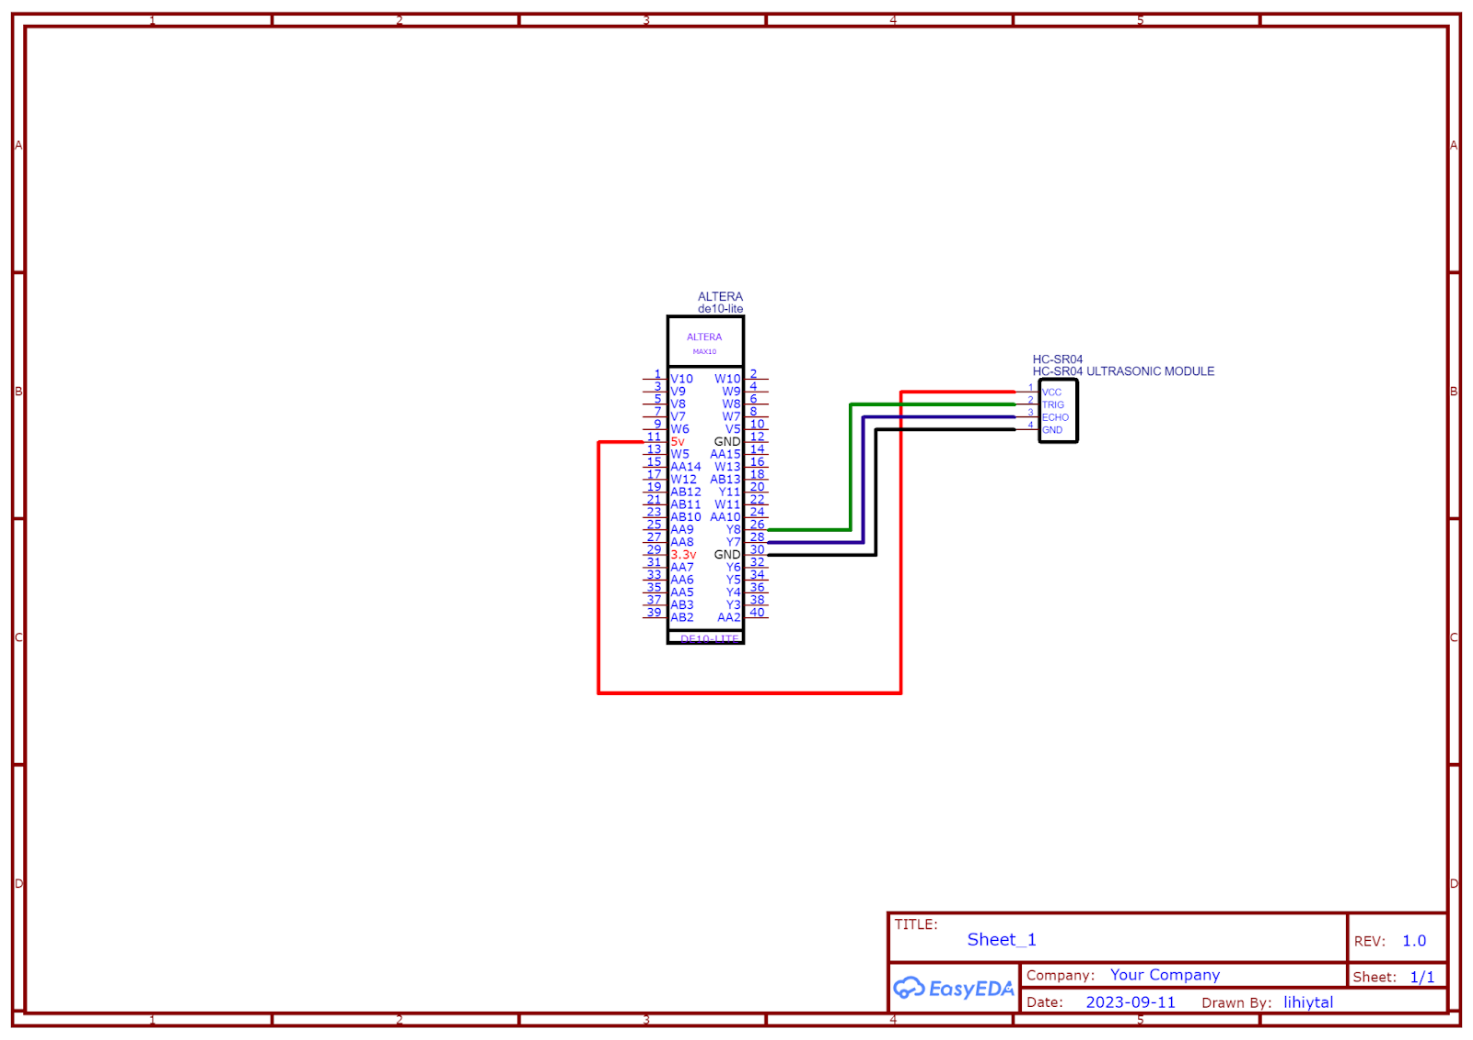 1 2 3 4 5
A A
ALTERA
de10-lite
ALTERA
MAX10
HC-SR04
HC-SR04 ULTRASONIC MODULE
1 V10 W10 2
3 V9 W9 4
5 V8 W8 6
7 V7 W7 8
9 W6 V5 10
11 5v GND 12
13 W5 AA15 14
15 AA14 W13 16
17 W12 AB13 18
19 AB12 Y11 20
21 AB11 W11 22
23 AB10 AA10 24
25 AA9 Y8 26
27 AA8 Y7 28
29 3.3v GND 30
31 AA7 Y6 32
33 AA6 Y5 34
35 AA5 Y4 36
37 AB3 Y3 38
39 AB2 AA2 40
DE10-LITE
1 VCC
2 TRIG
3 ECHO
4 GND
B B
C C
D D
TITLE:
Sheet_1
REV: 1.0
EasyEDA
Company: Your Company
Sheet: 1/1
Date: 2023-09-11 Drawn By: lihiytal
1 2 3 4 5